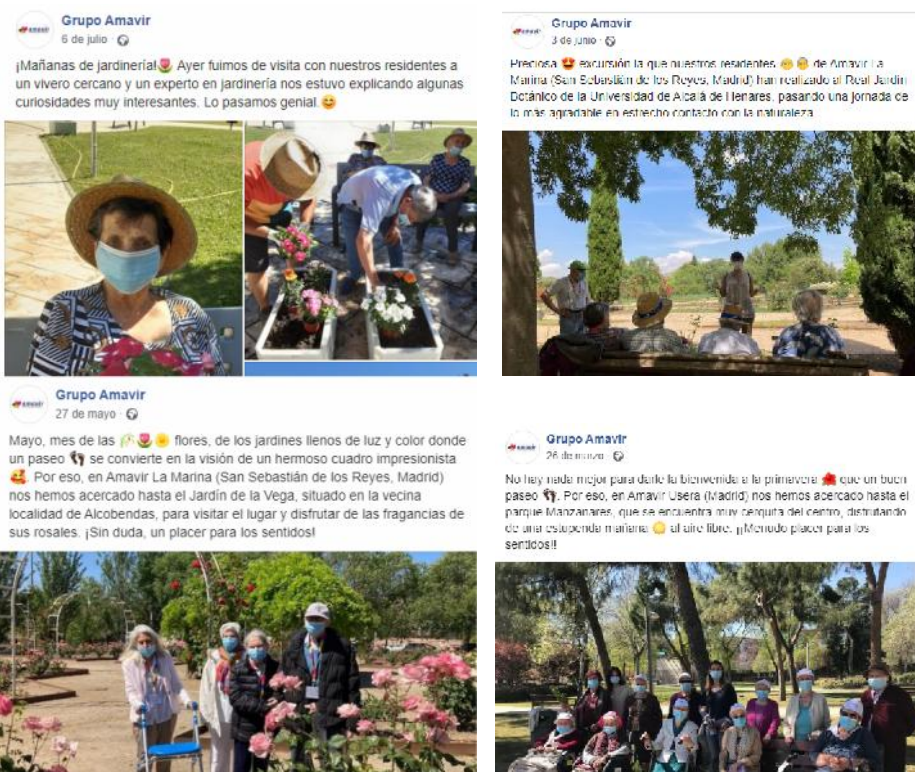 Grupo Amavir
6 de julio
¡Mañanas de jardinería! Ayer fuimos de visita con nuestros residentes a
un vivero cercano y un experto en jardinería nos estuvo explicando algunas
curiosidades muy interesantes. Lo pasamos genial.
Grupo Amavir
3 de junio
Preciosa excursión la que nuestros residentes de Amavir La
Marina (San Sebastián de los Reyes, Madrid) han realizado al Real Jardín
Botánico de la Universidad de Alcalá de Henares, pasando una jornada de
lo más agradable en estrecho contacto con la naturaleza
Grupo Amavir
27 de mayo
Mayo, mes de las flores, de los jardines llenos de luz y color donde
un paseo se convierte en la visión de un hermoso cuadro impresionista
. Por eso, en Amavir La Marina (San Sebastián de los Reyes, Madrid)
nos hemos acercado hasta el Jardín de la Vega, situado en la vecina
localidad de Alcobendas, para visitar el lugar y disfrutar de las fragancias de
sus rosales. ¡Sin duda, un placer para los sentidos!
Grupo Amavir
26 de marzo
No hay nada mejor para darle la bienvenida a la primavera que un buen
paseo . Por eso, en Amavir Usera (Madrid) nos hemos acercado hasta el
parque Manzanares, que se encuentra muy cerquita del centro, disfrutando
de una estupenda mañana al aire libre. ¡¡Menudo placer para los
sentidos!!